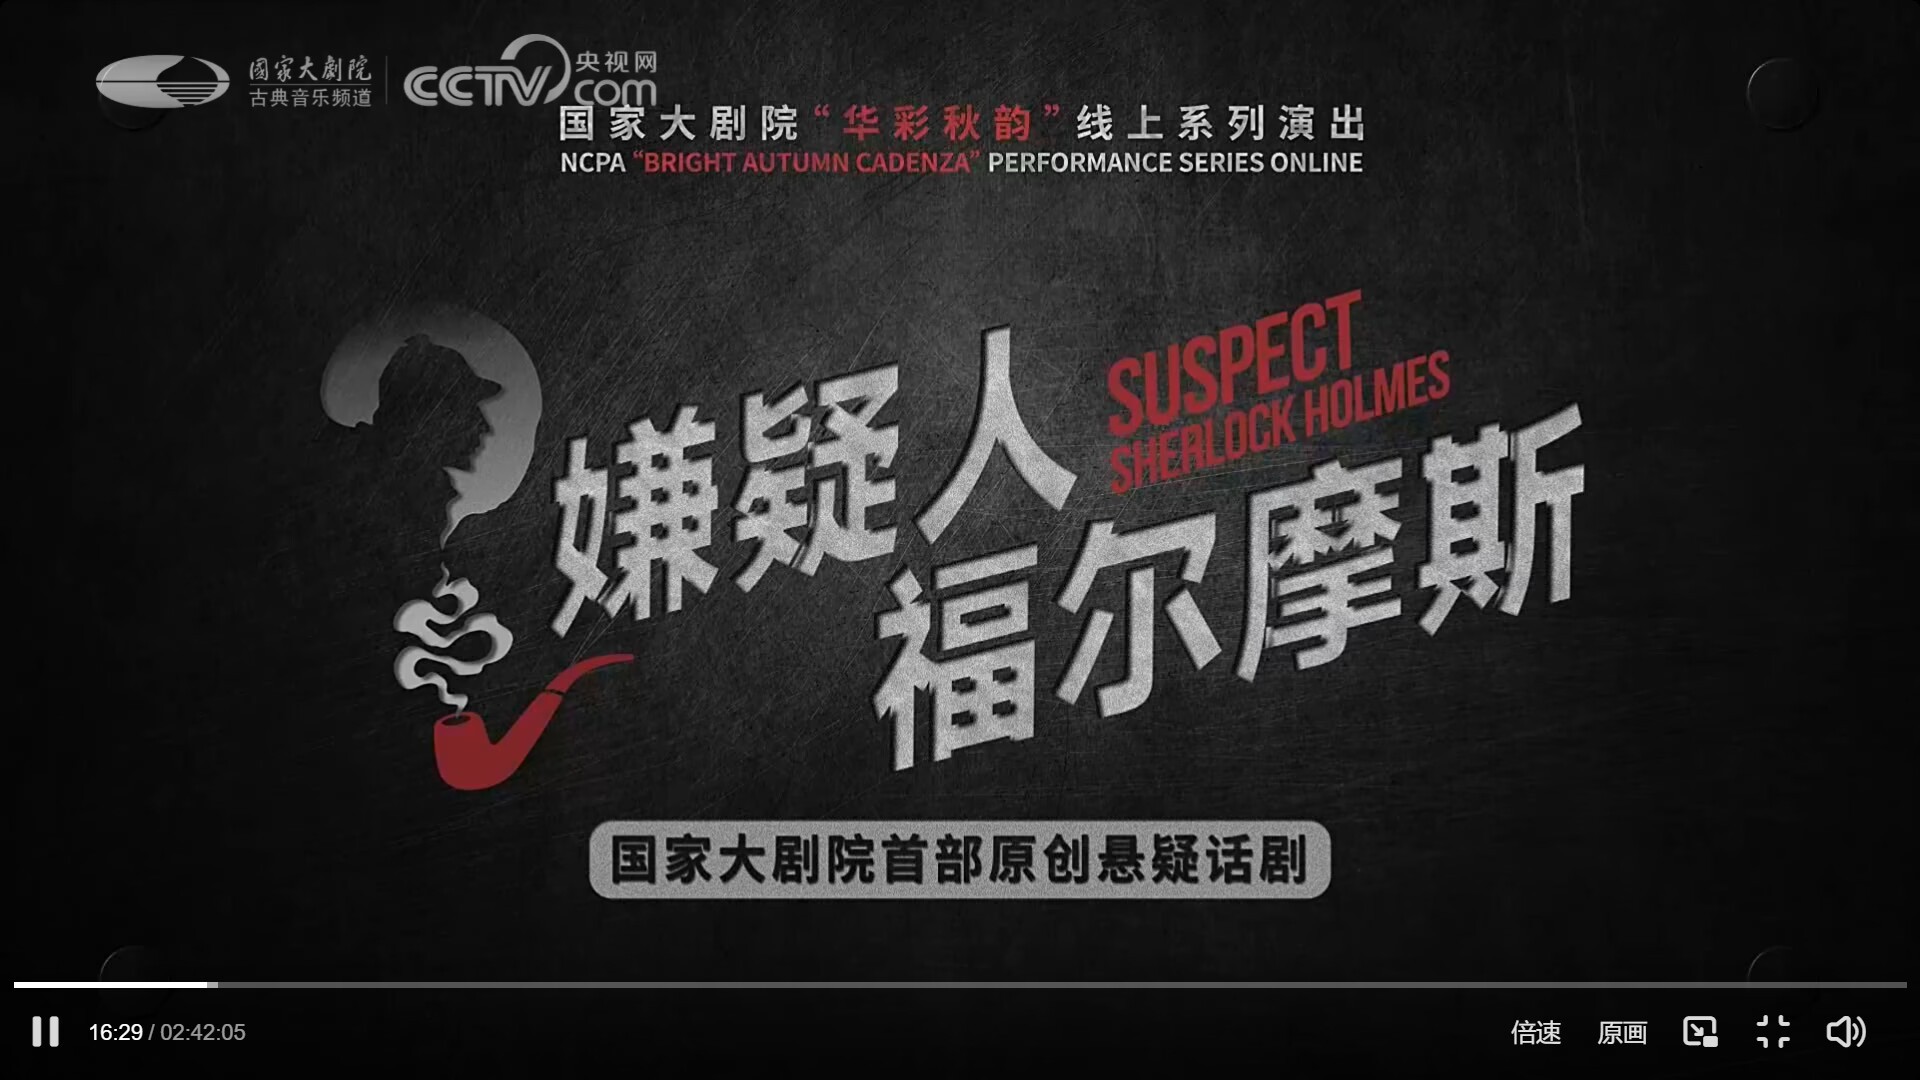 國家大劇院
古典音乐频道
CCTV.com
央视网
国家大剧院“华彩秋韵”线上系列演出
NCPA “BRIGHT AUTUMN CADENZA” PERFORMANCE SERIES ONLINE
嫌疑人
SUSPECT
SHERLOCK HOLMES
福尔摩斯
国家大剧院首部原创悬疑话剧
16:29 / 02:42:05
倍速
原画